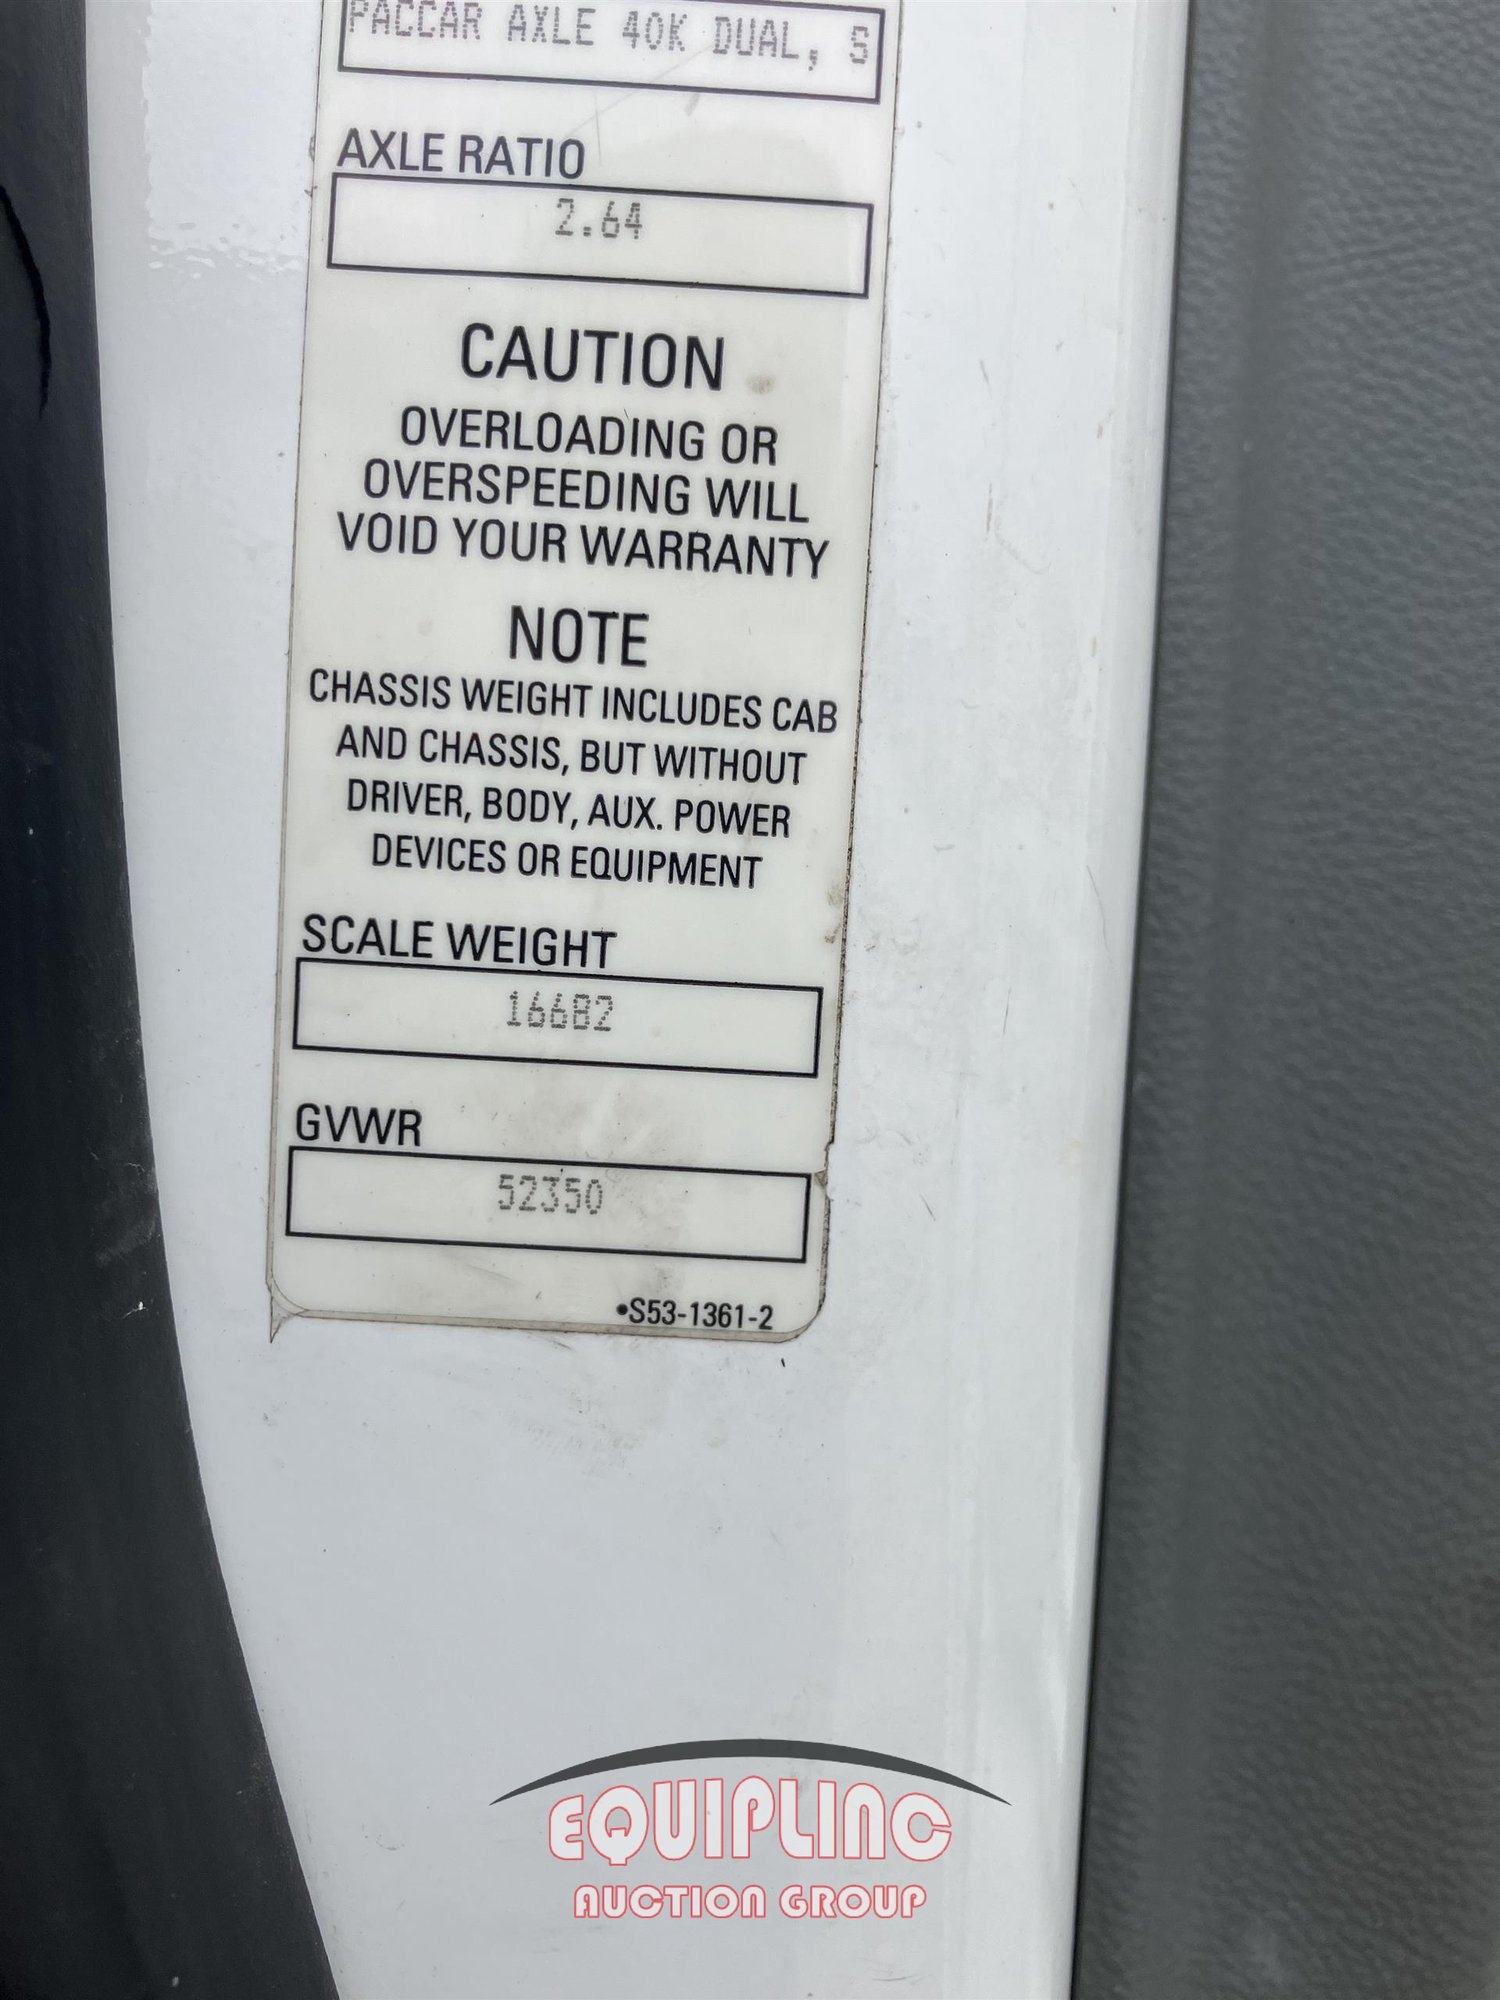 PACCAR AXLE 40K DUAL, S
AXLE RATIO
2.64
CAUTION
OVERLOADING OR
OVERSPEEDING WILL
VOID YOUR WARRANTY
NOTE
CHASSIS WEIGHT INCLUDES CAB
AND CHASSIS, BUT WITHOUT
DRIVER, BODY, AUX. POWER
DEVICES OR EQUIPMENT
SCALE WEIGHT
16682
GVWR
52350
•S53-1361-2
EQUIPLINC
AUCTION GROUP